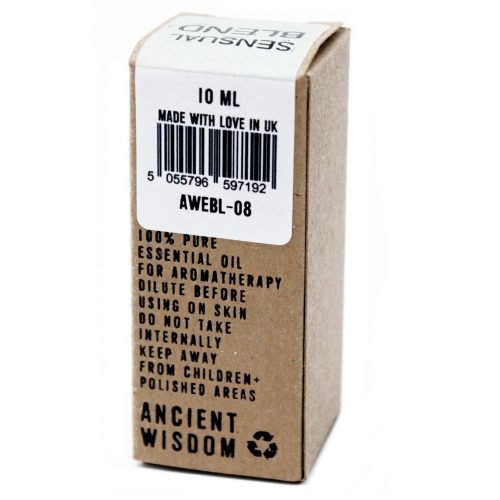 SENSUAL
BLEND
10 ML
MADE WITH LOVE IN UK
5 055796 597192
AWEBL-08
100% PURE
ESSENTIAL OIL
FOR AROMATHERAPY
DILUTE BEFORE
USING ON SKIN
DO NOT TAKE
INTERNALLY
KEEP AWAY
FROM CHILDREN+
POLISHED AREAS
ANCIENT
WISDOM